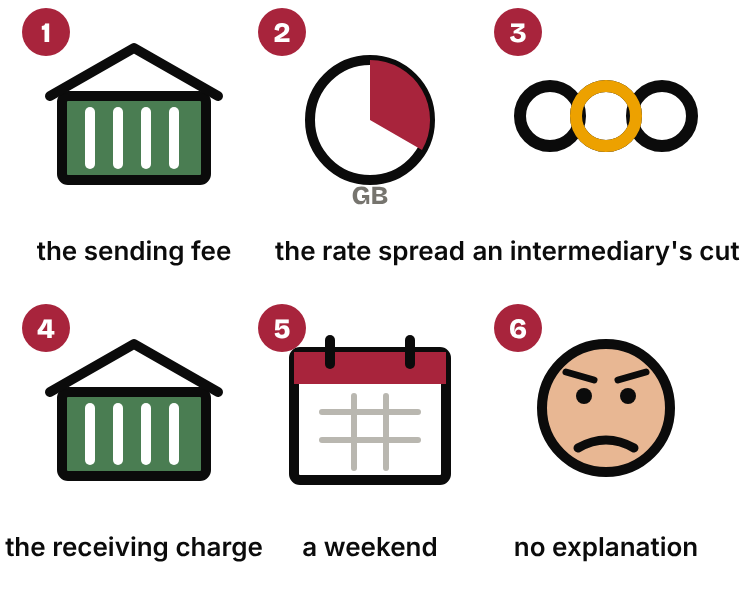 1
2
3
GB
the sending fee
the rate spread
an intermediary's cut
4
5
6
the receiving charge
a weekend
no explanation